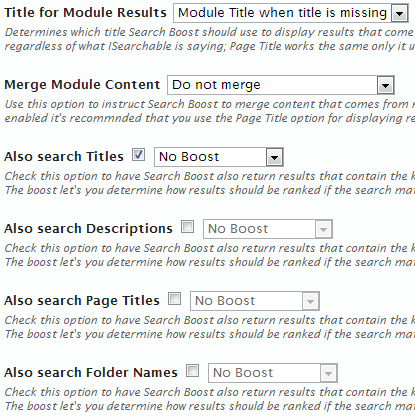 Title for Module Results Module Title when title is missing
Determines which title Search Boost should use to display results that come
regardless of what ISearchable is saying; Page Title works the same only it u
Merge Module Content Do not merge
Use this option to instruct Search Boost to merge content that comes from
enabled it's recommnded that you use the Page Title option for displaying re
Also search Titles No Boost
Check this option to have Search Boost also return results that contain the
The boost let's you determine how results should be ranked if the search mat
Also search Descriptions No Boost
Check this option to have Search Boost also return results that contain the
The boost let's you determine how results should be ranked if the search mat
Also search Page Titles No Boost
Check this option to have Search Boost also return results that contain the
The boost let's you determine how results should be ranked if the search mat
Also search Folder Names No Boost
Check this option to have Search Boost also return results that contain the
The boost let's you determine how results should be ranked if the search mat